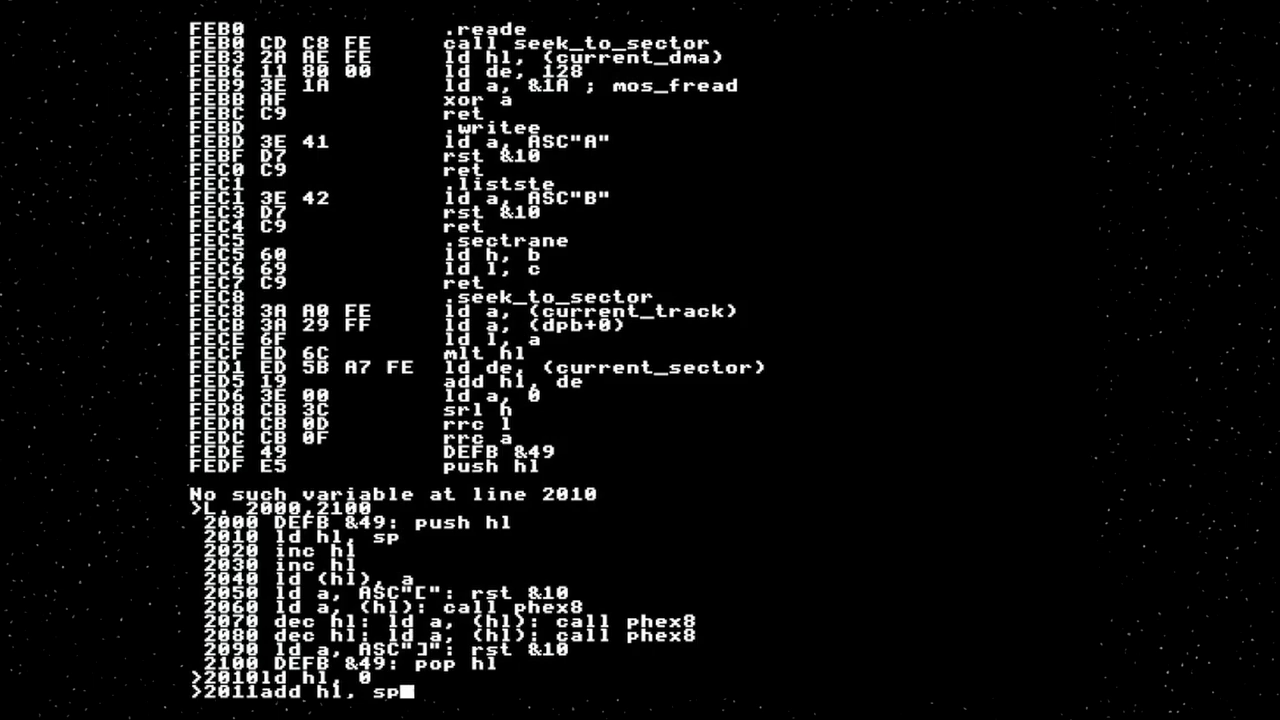 FEB0 .reade
FEB0 CD C8 FE call seek_to_sector
FEB3 2A AE FE ld hl, (current_dma)
FEB6 11 80 00 ld de, 128
FEB9 3E 1A ld a, &1A ; mos_fread
FEBB AF xor a
FEBC C9 ret
FEBD .writee
FEBD 3E 41 ld a, ASC"A"
FEBF D7 rst &10
FEC0 C9 ret
FEC1 .listste
FEC1 3E 42 ld a, ASC"B"
FEC3 D7 rst &10
FEC4 C9 ret
FEC5 .sectrane
FEC5 60 ld h, b
FEC6 69 ld l, c
FEC7 C9 ret
FEC8 .seek_to_sector
FEC8 3A A0 FE ld a, (current_track)
FECB 3A 29 FF ld a, (dpb+0)
FECE 6F ld l, a
FECF ED 6C mlt hl
FED1 ED 5B A7 FE ld de, (current_sector)
FED5 19 add hl, de
FED6 3E 00 ld a, 0
FED8 CB 3C srl h
FEDA CB 0D rrc l
FEDC CB 0F rrc a
FEDE 49 DEFB &49
FEDF E5 push hl
No such variable at line 2010
>L. 2000,2100
2000 DEFB &49: push hl
2010 ld hl, sp
2020 inc hl
2030 inc hl
2040 ld (hl), a
2050 ld a, ASC"[": rst &10
2060 ld a, (hl): call phex8
2070 dec hl: ld a, (hl): call phex8
2080 dec hl: ld a, (hl): call phex8
2090 ld a, ASC"]": rst &10
2100 DEFB &49: pop hl
>2010ld hl, 0
>2011add hl, sp